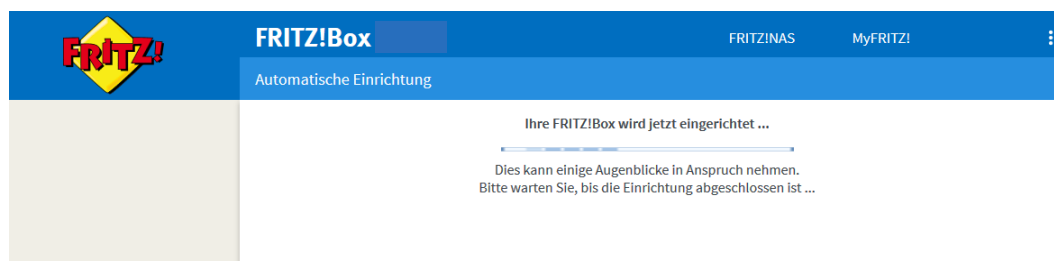 FRITZ!
FRITZ!Box
FRITZ!NAS
MyFRITZ!
Automatische Einrichtung
Ihre FRITZ!Box wird jetzt eingerichtet ...
Dies kann einige Augenblicke in Anspruch nehmen.
Bitte warten Sie, bis die Einrichtung abgeschlossen ist ...